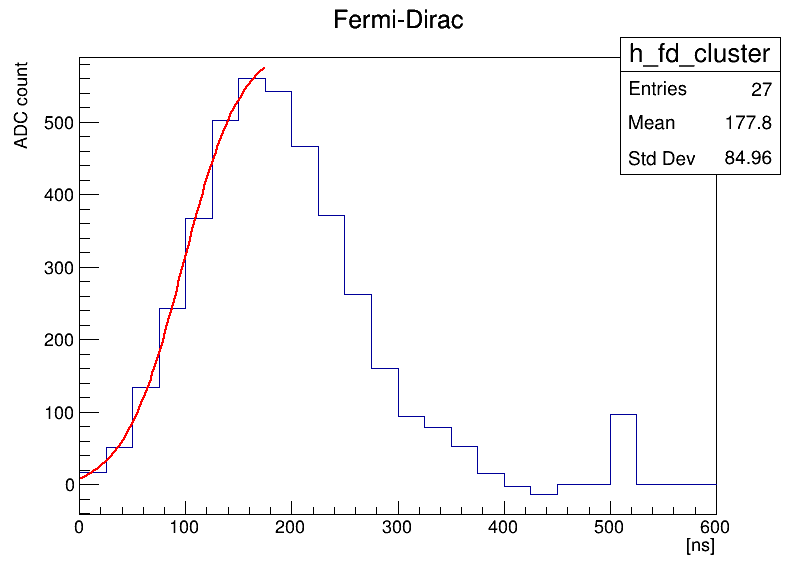 Fermi-Dirac
h_fd_cluster
Entries 27
Mean 177.8
Std Dev 84.96
ADC count
500
400
300
200
100
0
0 100 200 300 400 500 600
[ns]